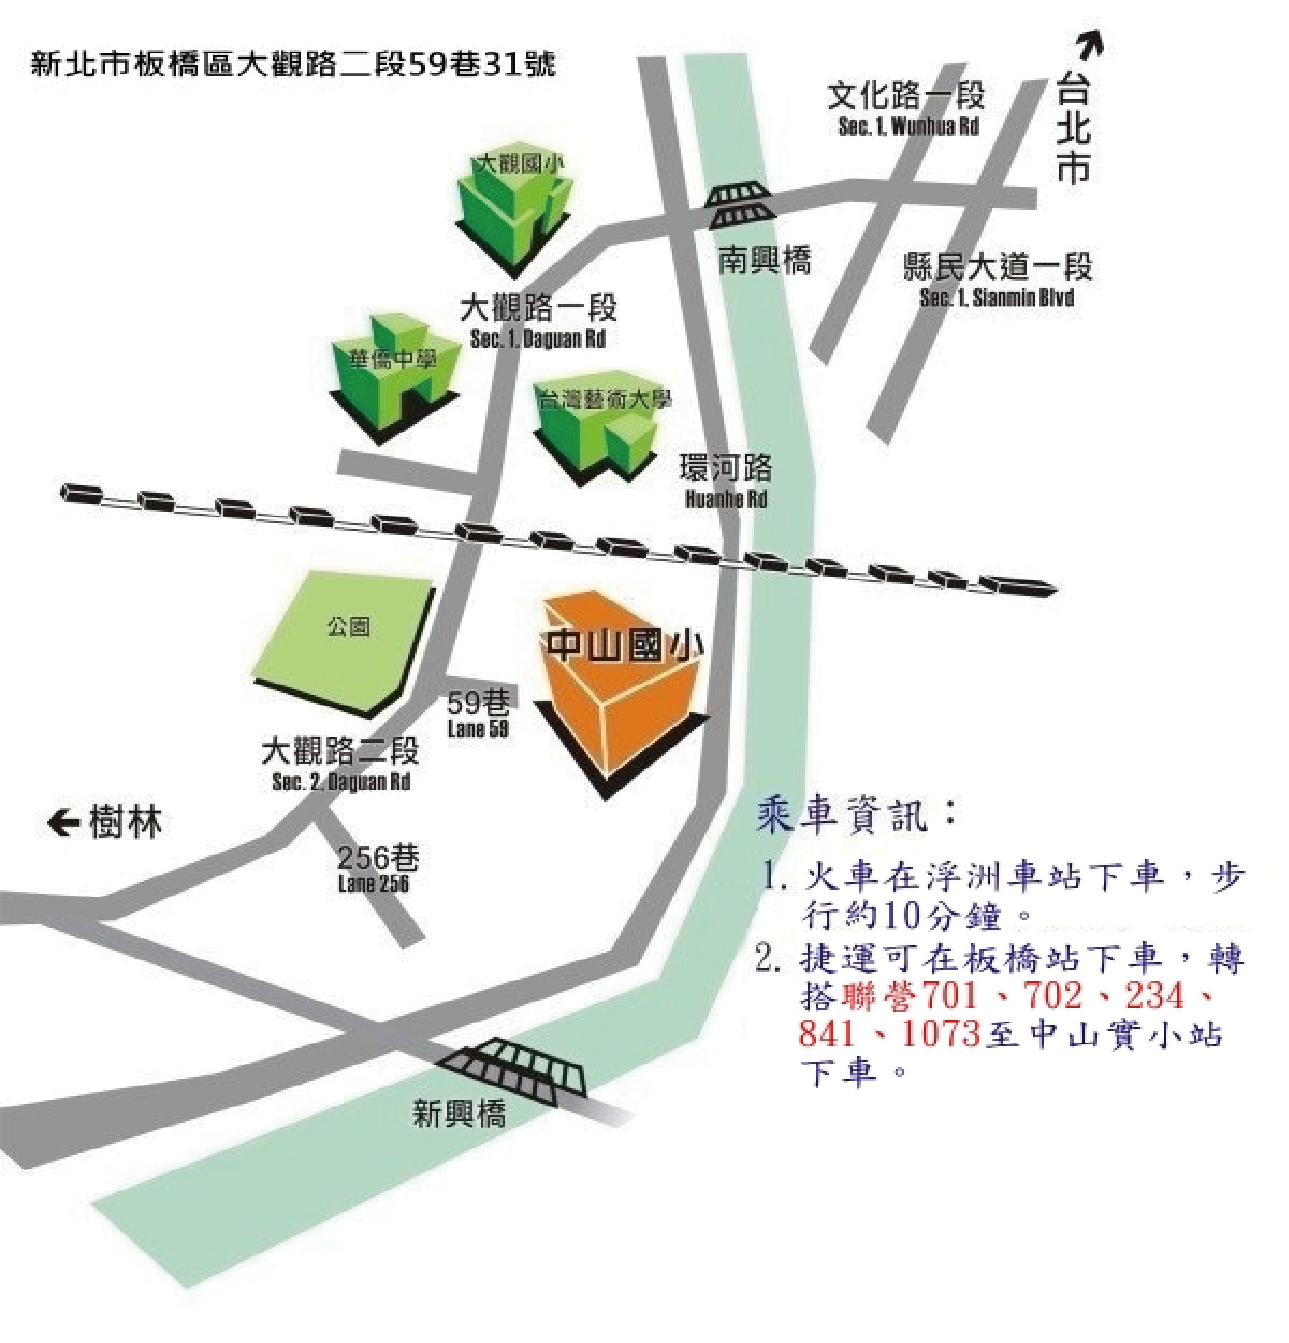 新北市板橋區大觀路二段59巷31號
台北市
文化路一段
Sec. 1. Wunhua Rd
大觀國小
南興橋
縣民大道一段
Sec. 1. Sianmin Blvd
大觀路一段
Sec. 1. Daguan Rd
華僑中學
台灣藝術大學
環河路
Huanhe Rd
公園
中山國小
59巷
Lane 59
大觀路二段
Sec. 2. Daguan Rd
樹林
256巷
Lane 256
新興橋
乘車資訊：
1. 火車在浮洲車站下車，步
行約10分鐘。
2. 捷運可在板橋站下車，轉
搭聯營701、702、234、
841、1073至中山實小站
下車。